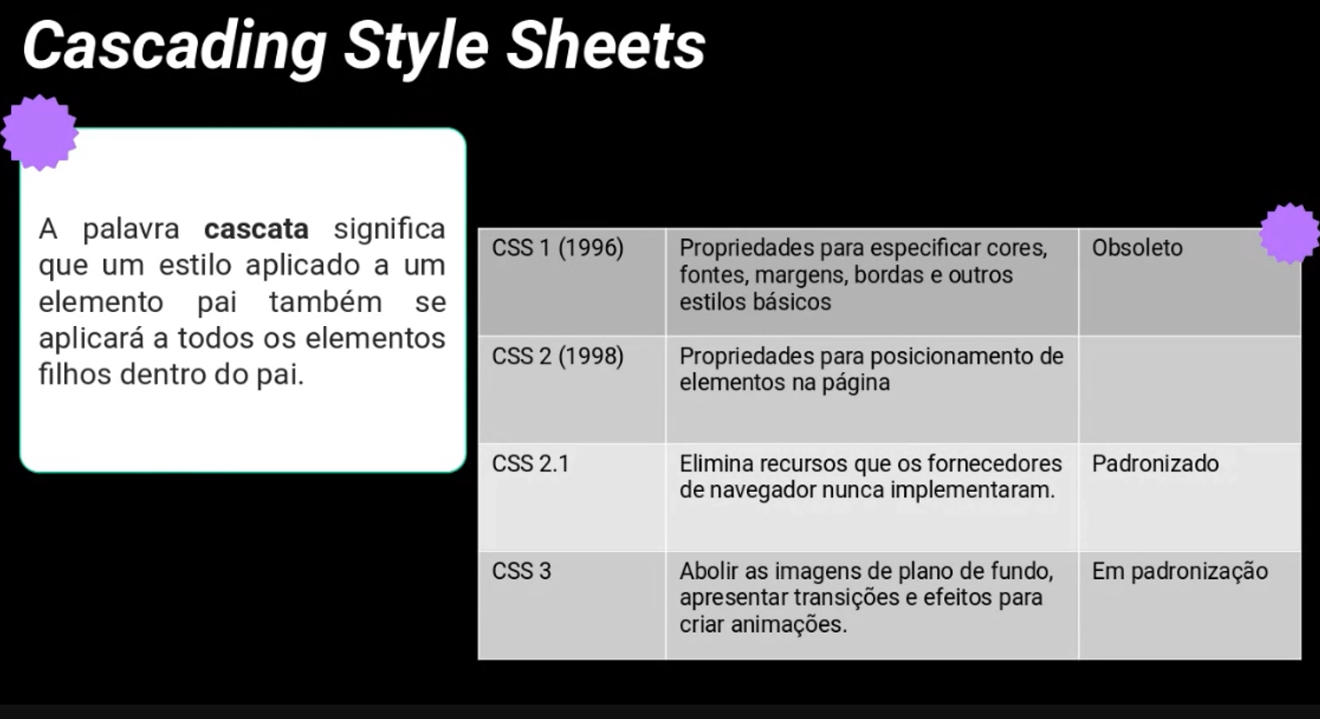 Cascading Style Sheets
A palavra cascata significa
que um estilo aplicado a um
elemento pai também se
aplicará a todos os elementos
filhos dentro do pai.
CSS 1 (1996)
Propriedades para especificar cores,
fontes, margens, bordas e outros
estilos básicos
Obsoleto
CSS 2 (1998)
Propriedades para posicionamento de
elementos na página
CSS 2.1
Elimina recursos que os fornecedores
de navegador nunca implementaram.
Padronizado
CSS 3
Abolir as imagens de plano de fundo,
apresentar transições e efeitos para
criar animações.
Em padronização